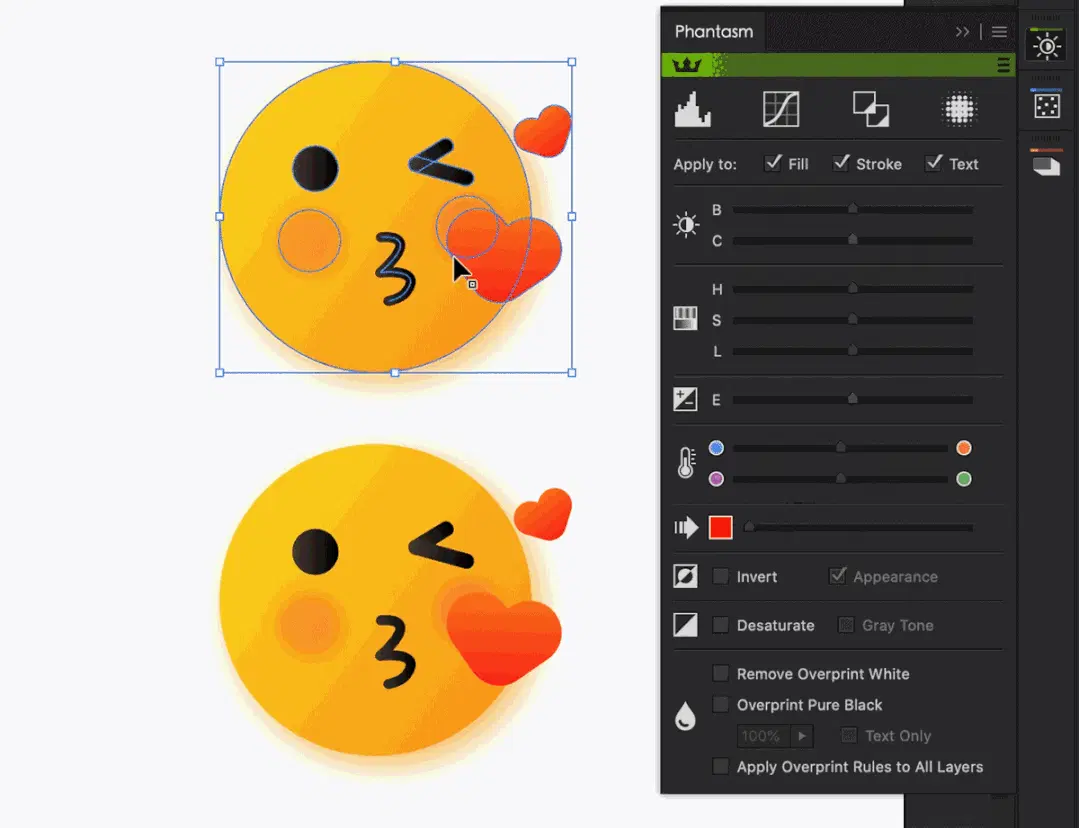 Phantasm
Apply to: Fill Stroke Text
B
C
H
S
L
E
Invert Appearance
Desaturate Gray Tone
Remove Overprint White
Overprint Pure Black
100% Text Only
Apply Overprint Rules to All Layers